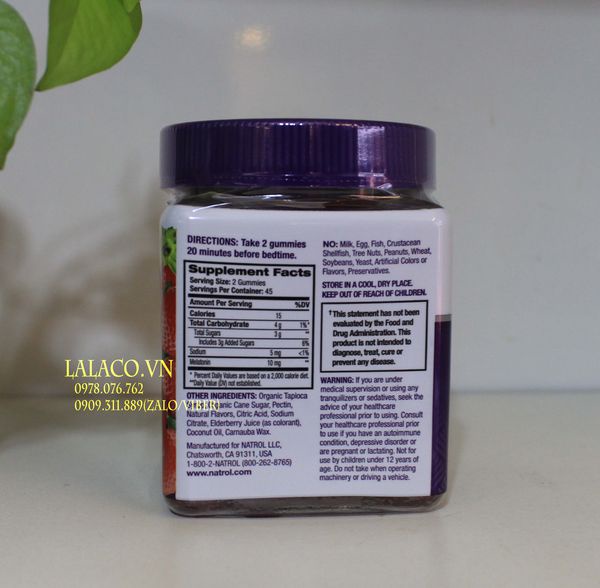 DIRECTIONS: Take 2 gummies
20 minutes before bedtime.
Supplement Facts
Serving Size: 2 Gummies
Servings Per Container: 45
Amount Per Serving %DV
Calories 15
Total Carbohydrate 4 g 1%*
Total Sugars 3 g **
Includes 3g Added Sugars 6%
Sodium 5 mg <1%
Melatonin 10 mg **
* Percent Daily Values are based on a 2,000 calorie diet.
**Daily Value (DV) not established.
OTHER INGREDIENTS: Organic Tapioca
Organic Cane Sugar, Pectin,
Natural Flavors, Citric Acid, Sodium
Citrate, Elderberry Juice (as colorant),
Coconut Oil, Carnauba Wax.
Manufactured for NATROL LLC,
Chatsworth, CA 91311, USA
1-800-2-NATROL (800-262-8765)
www.natrol.com
NO: Milk, Egg, Fish, Crustacean
Shellfish, Tree Nuts, Peanuts, Wheat,
Soybeans, Yeast, Artificial Colors or
Flavors, Preservatives.
STORE IN A COOL, DRY PLACE.
KEEP OUT OF REACH OF CHILDREN.
†This statement has not been
evaluated by the Food and
Drug Administration. This
product is not intended to
diagnose, treat, cure or
prevent any disease.
WARNING: If you are under
medical supervision or using any
tranquilizers or sedatives, seek the
advice of your healthcare
professional prior to using. Consult
your healthcare professional prior
to use if you have an autoimmune
condition, depressive disorder or
are pregnant or lactating. Not for
use by children under 12 years of
age. Do not take when operating
machinery or driving a vehicle.
LALACO.VN
0978.076.762
0909.311.889(ZALO/VIBER)